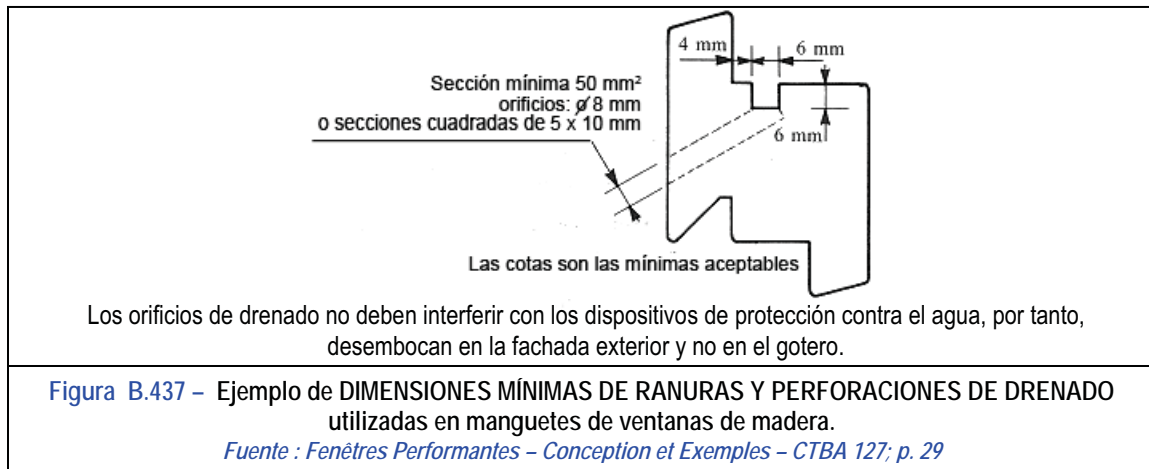 4 mm
6 mm
Sección mínima 50 mm²
orificios: ø 8 mm
o secciones cuadradas de 5 x 10 mm
6 mm
Las cotas son las mínimas aceptables
Los orificios de drenado no deben interferir con los dispositivos de protección contra el agua, por tanto,
desembocan en la fachada exterior y no en el gotero.
Figura B.437 – Ejemplo de DIMENSIONES MÍNIMAS DE RANURAS Y PERFORACIONES DE DRENADO
utilizadas en manguetes de ventanas de madera.
Fuente : Fenêtres Performantes – Conception et Exemples – CTBA 127; p. 29